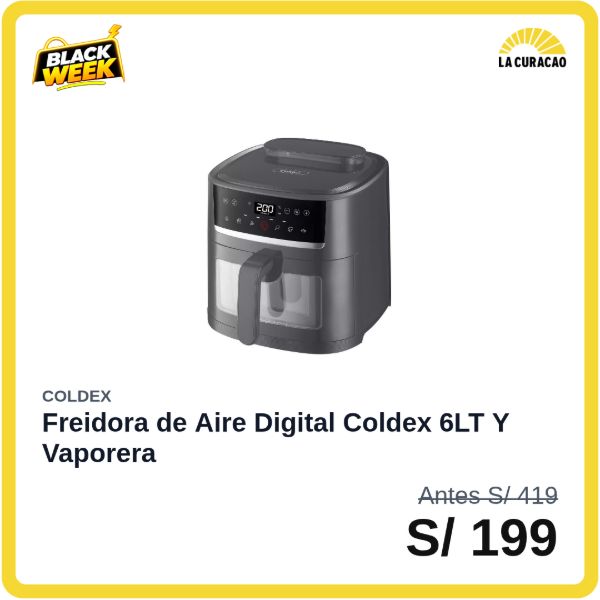 BLACK
WEEK
LA CURACAO
200
COLDEX
Freidora de Aire Digital Coldex 6LT Y
Vaporera
Antes S/ 419
S/ 199